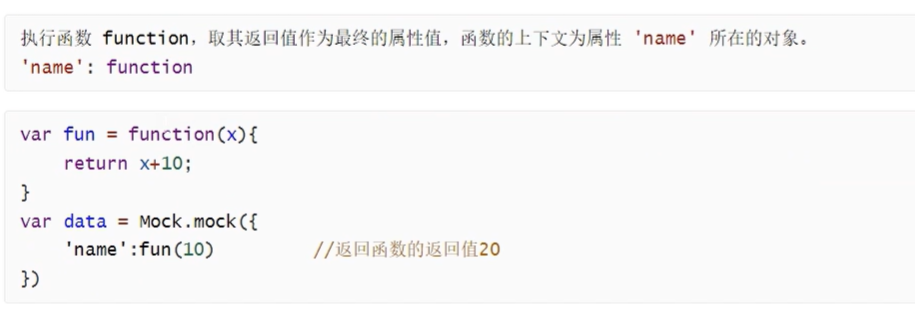 执行函数 function，取其返回值作为最终的属性值，函数的上下文为属性 'name' 所在的对象。
'name': function
var fun = function(x){
    return x+10;
}
var data = Mock.mock({
    'name':fun(10)         //返回函数的返回值20
})